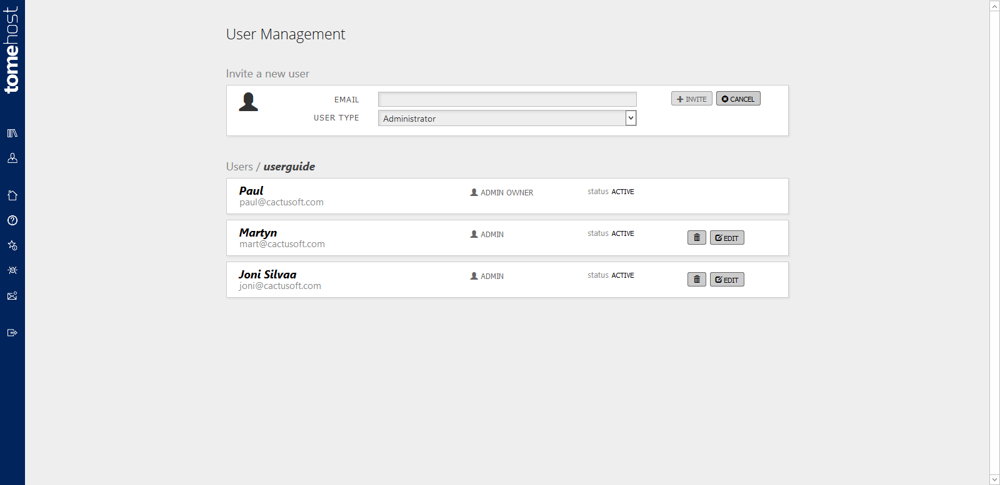 tomehost
User Management
Invite a new user
EMAIL
INVITE
CANCEL
USER TYPE
Administrator
Users / userguide
Paul
paul@cactusoft.com
ADMIN OWNER
status ACTIVE
Martyn
mart@cactusoft.com
ADMIN
status ACTIVE
EDIT
Joni Silvaa
joni@cactusoft.com
ADMIN
status ACTIVE
EDIT